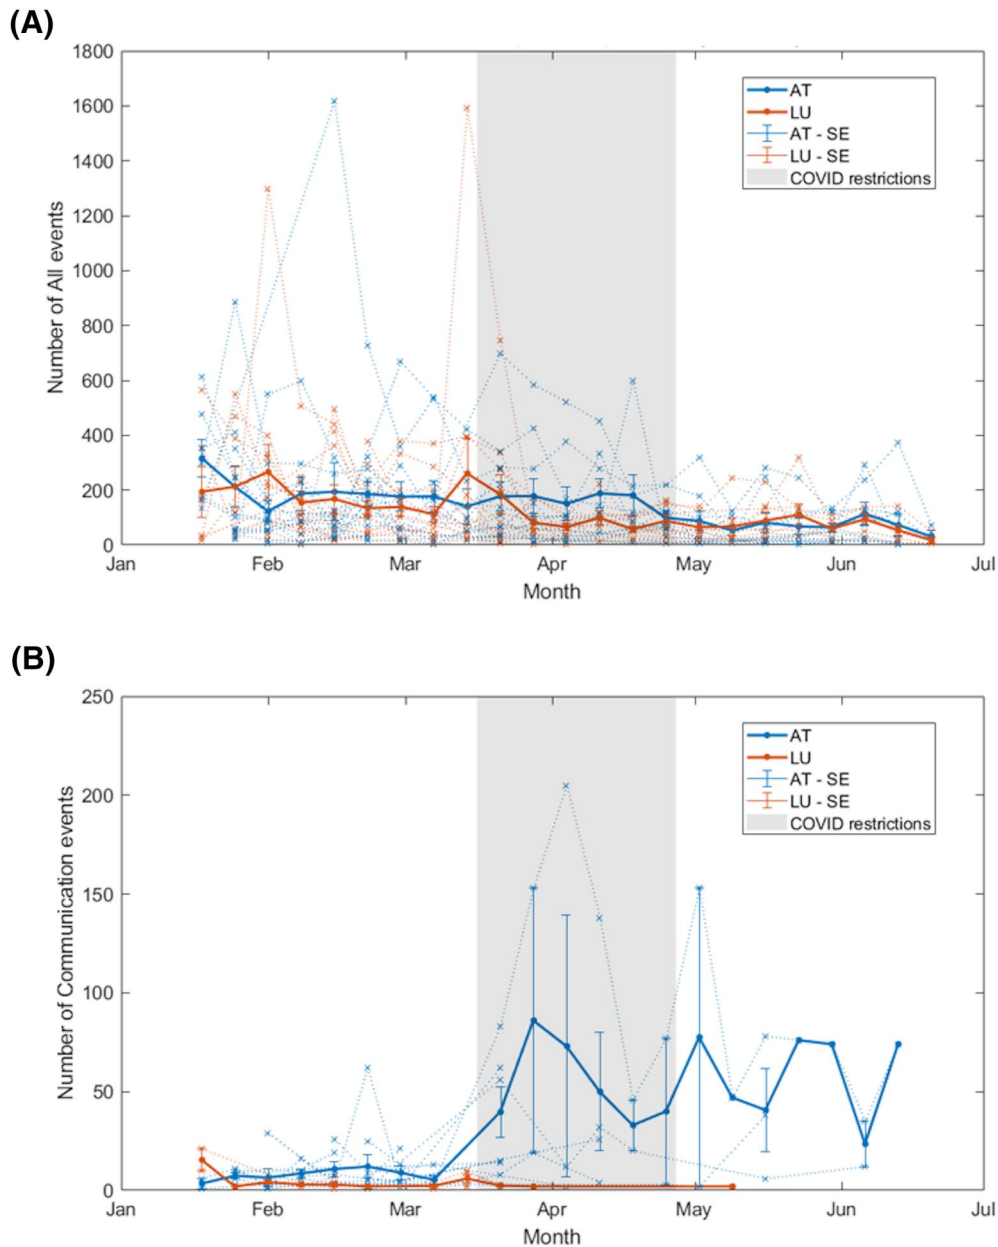 (A)
1800
1600
1400
1200
1000
800
600
400
200
0
Number of All events
Jan
Feb
Mar
Apr
May
Jun
Jul
Month
AT
LU
AT - SE
LU - SE
COVID restrictions
(B)
250
200
150
100
50
0
Number of Communication events
Jan
Feb
Mar
Apr
May
Jun
Jul
Month
AT
LU
AT - SE
LU - SE
COVID restrictions